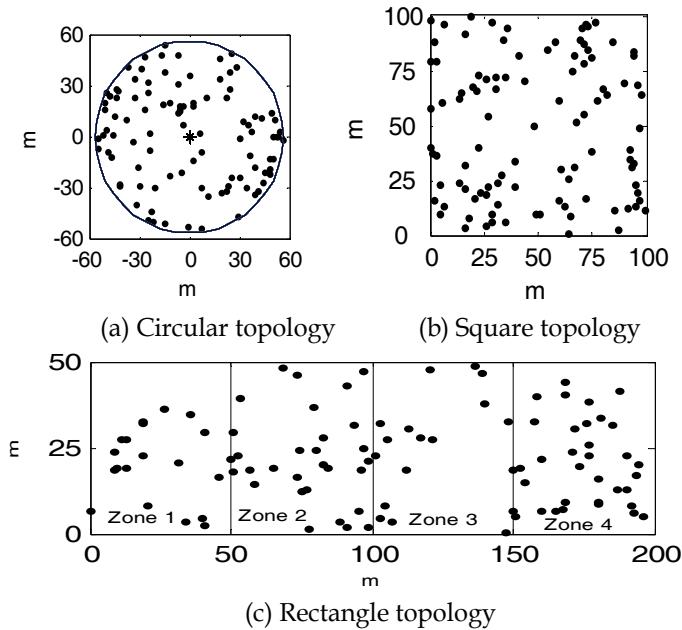 60
30
0
-30
-60
m
-60 -30 0 30 60
m
(a) Circular topology
100
75
50
25
0
m
0 25 50 75 100
m
(b) Square topology
50
25
0
m
Zone 1 Zone 2 Zone 3 Zone 4
0 50 100 150 200
m
(c) Rectangle topology